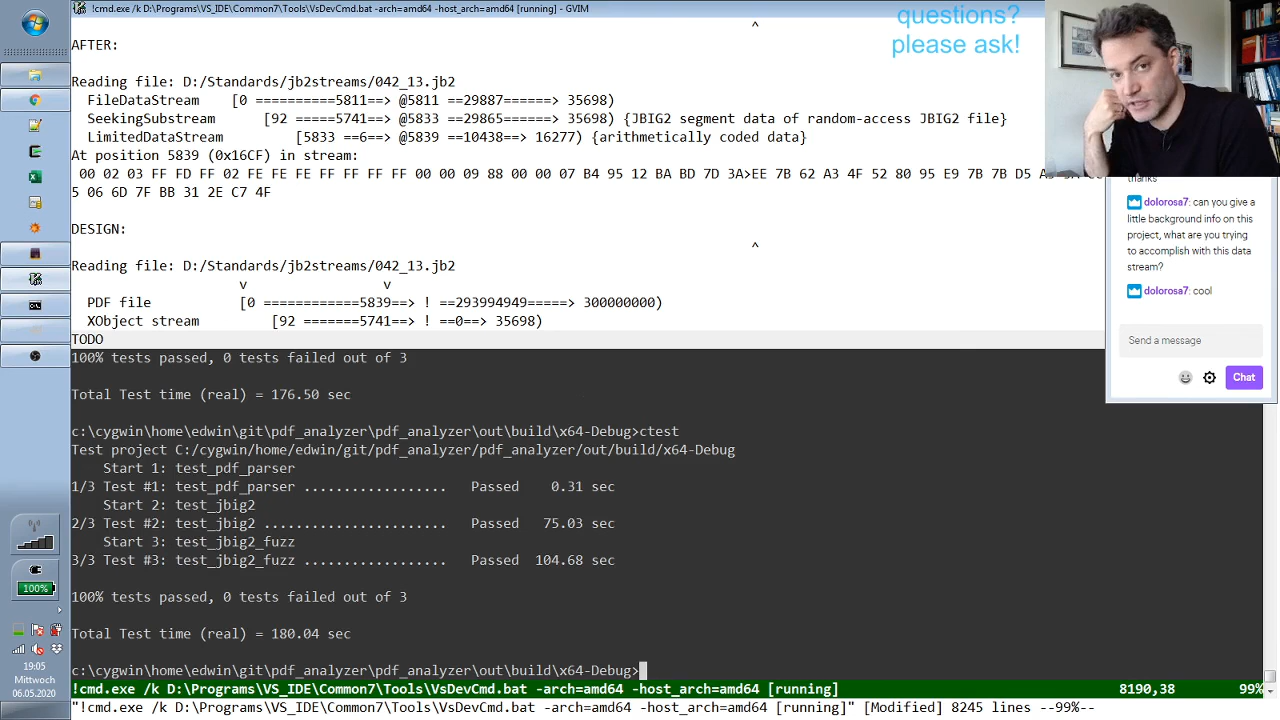 !cmd.exe /k D:\Programs\VS_IDE\Common7\Tools\VsDevCmd.bat -arch=amd64 -host_arch=amd64 [running] - GVIM
questions?
please ask!
^
AFTER:
Reading file: D:/Standards/jb2streams/042_13.jb2
FileDataStream [0 ==========5811==> @5811 ==29887======> 35698)
SeekingSubstream [92 ======5741==> @5833 ==29865======> 35698) {JBIG2 segment data of random-access JBIG2 file}
LimitedDataStream [5833 ==6=> @5839 ==10438==> 16277) {arithmetically coded data}
At position 5839 (0x16CF) in stream:
00 02 03 FF FD FF 02 FE FE FE FF FF FF FF 00 00 09 88 00 00 07 B4 95 12 BA BD 7D 3A>EE 7B 62 A3 4F 52 80 95 E9 7B 7B D5
5 06 6D 7F BB 31 2E C7 4F
DESIGN:
^
Reading file: D:/Standards/jb2streams/042_13.jb2
v v
PDF file [0 ============5839==> ! ==293994949=====> 300000000)
XObject stream [92 =======5741==> ! ==0==> 35698)
TODO
100% tests passed, 0 tests failed out of 3
Total Test time (real) = 176.50 sec
c:\cygwin\home\edwin\git\pdf_analyzer\pdf_analyzer\out\build\x64-Debug>ctest
Test project C:/cygwin/home/edwin/git/pdf_analyzer/pdf_analyzer/out/build/x64-Debug
Start 1: test_pdf_parser
1/3 Test #1: test_pdf_parser .................. Passed 0.31 sec
Start 2: test_jbig2
2/3 Test #2: test_jbig2 ....................... Passed 75.03 sec
Start 3: test_jbig2_fuzz
3/3 Test #3: test_jbig2_fuzz .................. Passed 104.68 sec
100% tests passed, 0 tests failed out of 3
Total Test time (real) = 180.04 sec
c:\cygwin\home\edwin\git\pdf_analyzer\pdf_analyzer\out\build\x64-Debug>
!cmd.exe /k D:\Programs\VS_IDE\Common7\Tools\VsDevCmd.bat -arch=amd64 -host_arch=amd64 [running] 8190,38 99%
"!cmd.exe /k D:\Programs\VS_IDE\Common7\Tools\VsDevCmd.bat -arch=amd64 -host_arch=amd64 [running]" [Modified] 8245 lines --99%--
thanks
dolorosa7: can you give a
little background info on this
project, what are you trying
to accomplish with this data
stream?
dolorosa7: cool
Send a message
Chat
100%
19:05
Mittwoch
06.05.2020